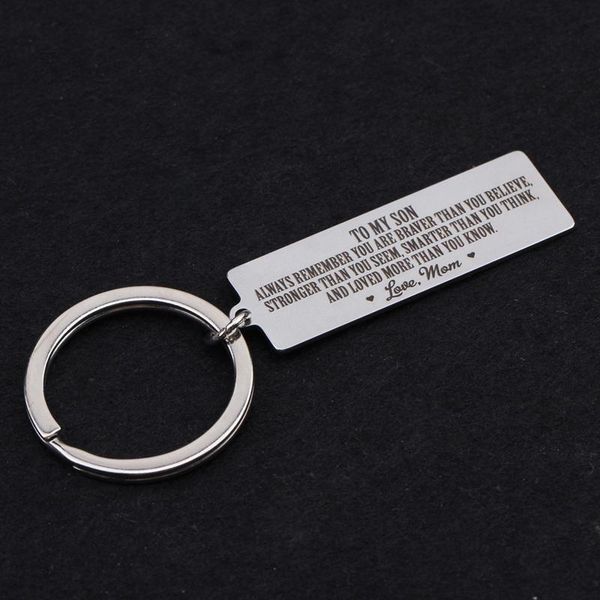 TO MY SON
ALWAYS REMEMBER YOU ARE BRAVER THAN YOU BELIEVE,
STRONGER THAN YOU SEEM, SMARTER THAN YOU THINK,
AND LOVED MORE THAN YOU KNOW.
Love, Mom